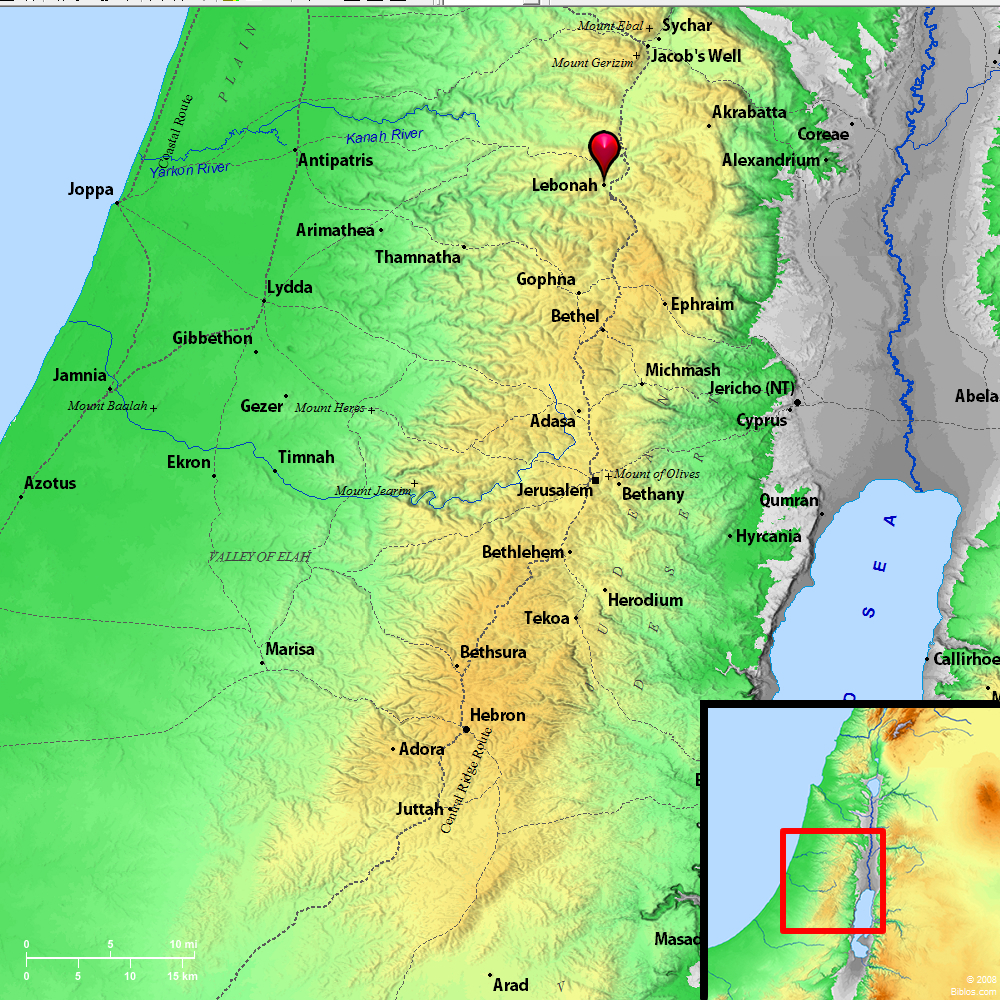 Mount Ebal
Sychar
Jacob's Well
Mount Gerizim
PLAIN
Coastal Route
Akrabatta
Coreae
Kanah River
Antipatris
Alexandrium
Yarkon River
Joppa
Lebonah
Arimathea
Thamnatha
Gophna
Lydda
Ephraim
Bethel
Gibbethon
Michmash
Jamnia
Jericho (NT)
Abela
Mount Baalah
Gezer
Mount Heres
Adasa
Cyprus
Ekron
Timnah
Mount of Olives
Azotus
Mount Jearim
Jerusalem
Bethany
Qumran
Hyrcania
VALLEY OF ELAH
Bethlehem
SEA
Herodium
Tekoa
Marisa
Bethsura
Callirhoe
D
M
Hebron
Adora
Central Ridge Route
Juttah
Masad
Arad
0 5 10 mi
0 5 10 15 km
© 2008
Biblos.com